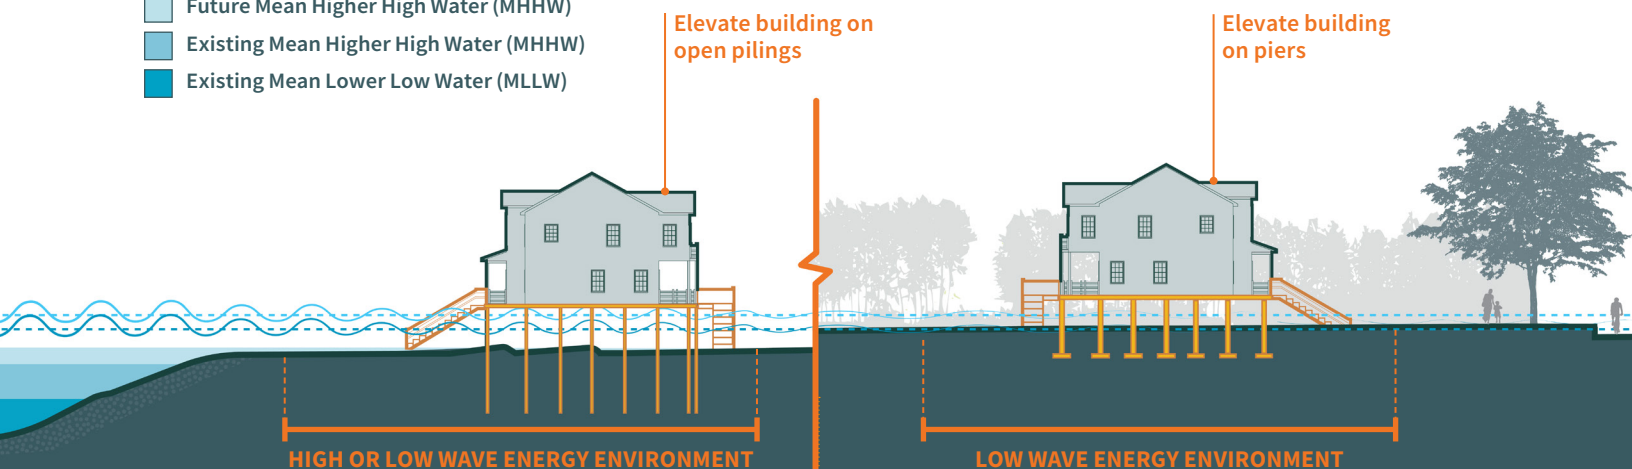 Future Mean Higher High Water (MHHW)
Existing Mean Higher High Water (MHHW)
Existing Mean Lower Low Water (MLLW)
Elevate building on
open pilings
Elevate building
on piers
HIGH OR LOW WAVE ENERGY ENVIRONMENT
LOW WAVE ENERGY ENVIRONMENT